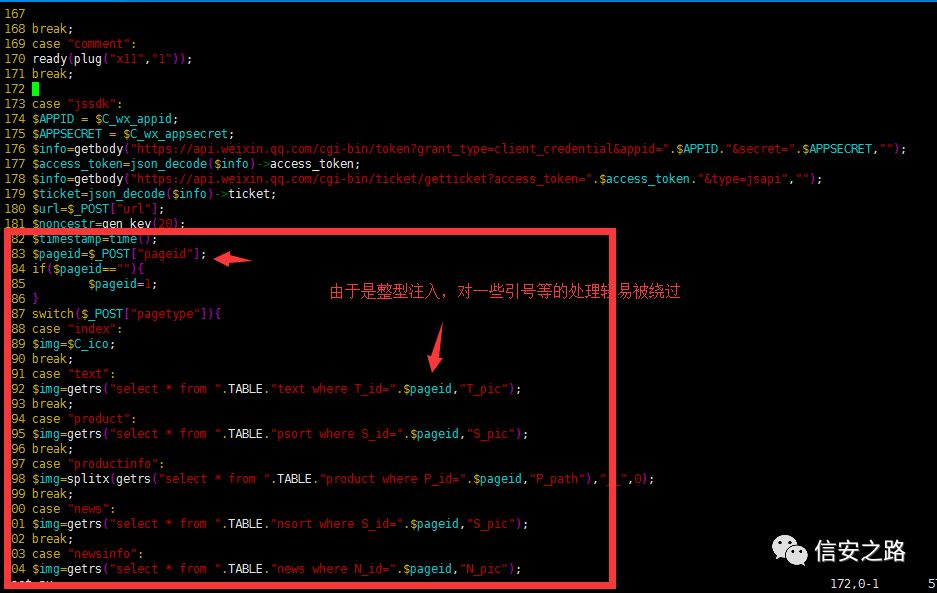 167
168 break;
169 case "comment":
170 ready(plug("x11","1"));
171 break;
172
173 case "jssdk":
174 $APPID = $C_wx_appid;
175 $APPSECRET = $C_wx_appsecret;
176 $info=getbody("https://api.weixin.qq.com/cgi-bin/token?grant_type=client_credential&appid=".$APPID."&secret=".$APPSECRET,"");
177 $access_token=json_decode($info)->access_token;
178 $info=getbody("https://api.weixin.qq.com/cgi-bin/ticket/getticket?access_token=".$access_token."&type=jsapi","");
179 $ticket=json_decode($info)->ticket;
180 $url=$_POST["url"];
181 $noncestr=gen_key(20);
82 $timestamp=time();
83 $pageid=$_POST["pageid"];
84 if($pageid==""){
85 $pageid=1;
由于是整型注入，对一些引号等的处理轻易被绕过
86 }
87 switch($_POST["pagetype"]){
88 case "index":
89 $img=$C_ico;
90 break;
91 case "text":
92 $img=getrs("select * from ".TABLE."text where T_id=".$pageid,"T_pic");
93 break;
94 case "product":
95 $img=getrs("select * from ".TABLE."psort where S_id=".$pageid,"S_pic");
96 break;
97 case "productinfo":
98 $img=splitx(getrs("select * from ".TABLE."product where P_id=".$pageid,"P_path"),"__",0);
99 break;
00 case "news":
01 $img=getrs("select * from ".TABLE."nsort where S_id=".$pageid,"S_pic");
02 break;
03 case "newsinfo":
04 $img=getrs("select * from ".TABLE."news where N_id=".$pageid,"N_pic");
信安之路
172,0-1 57